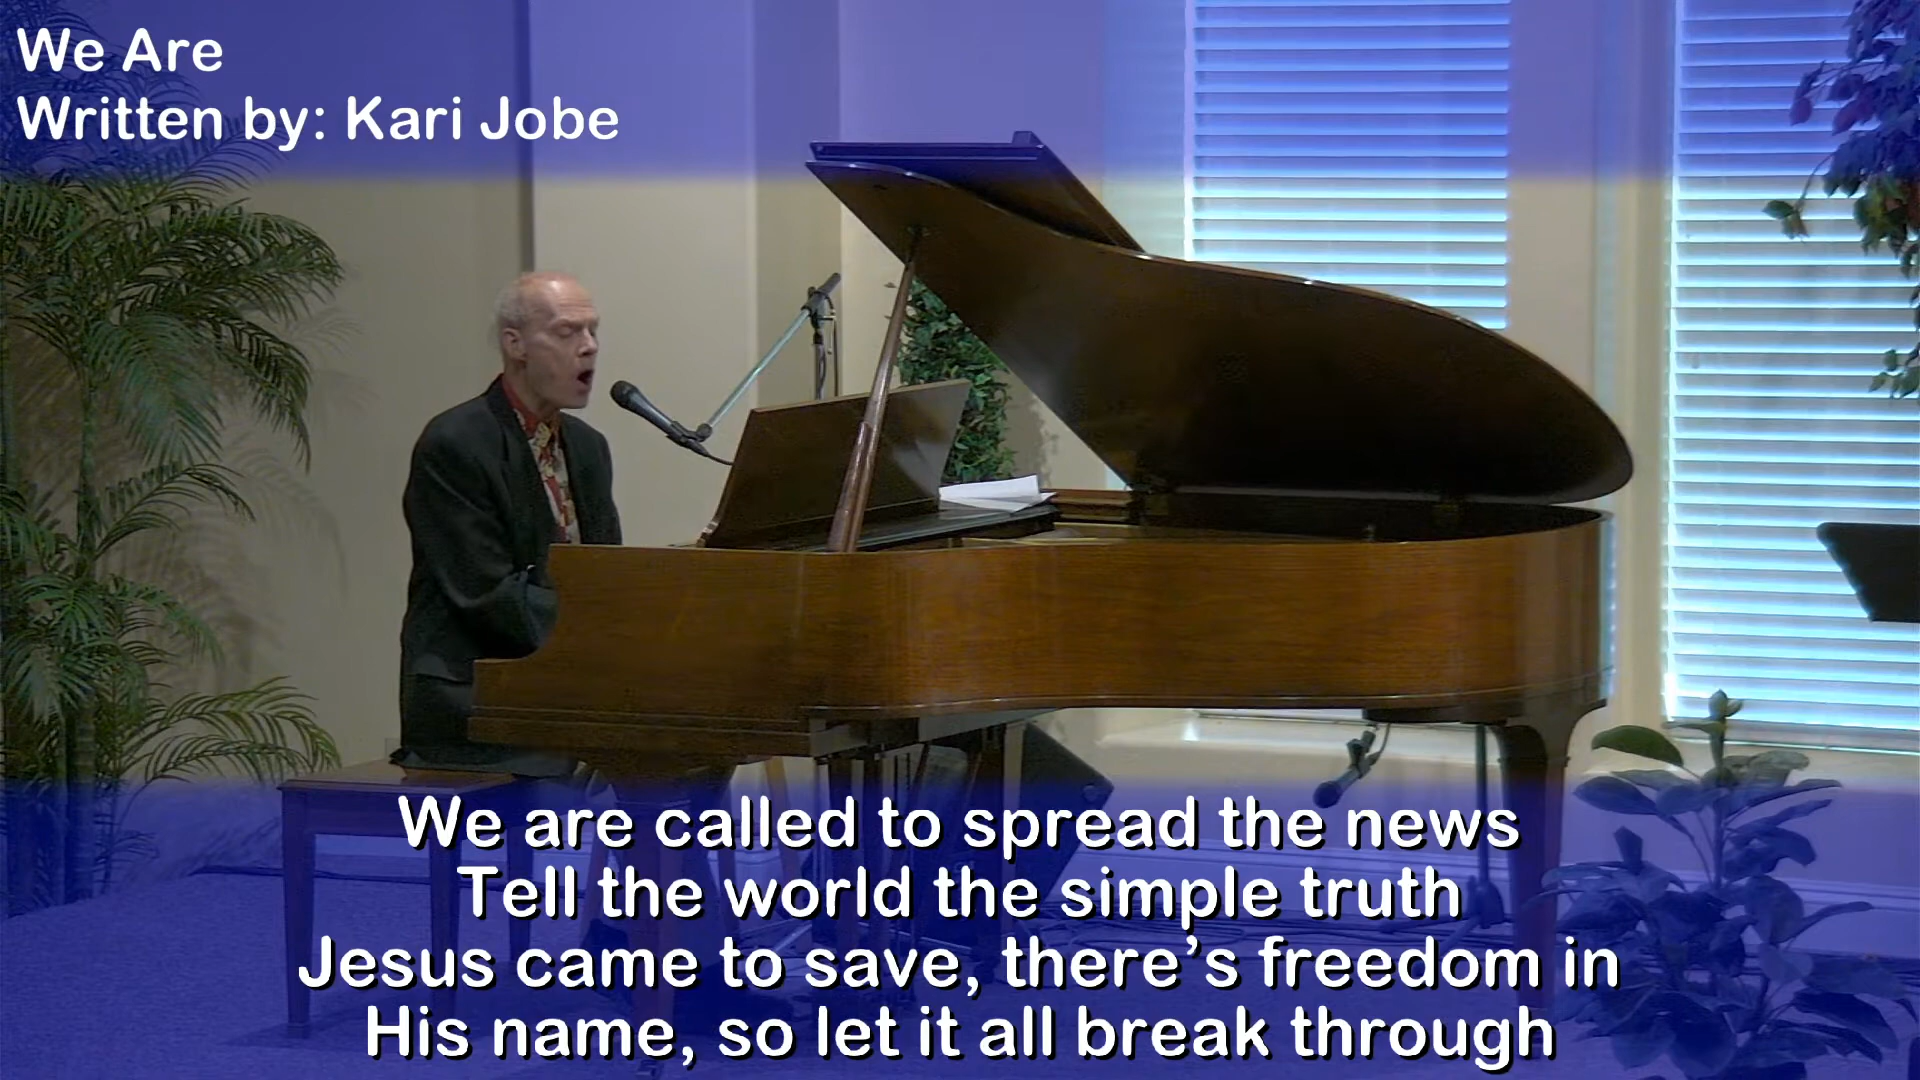 We Are
Written by: Kari Jobe
We are called to spread the news
Tell the world the simple truth
Jesus came to save, there’s freedom in
His name, so let it all break through